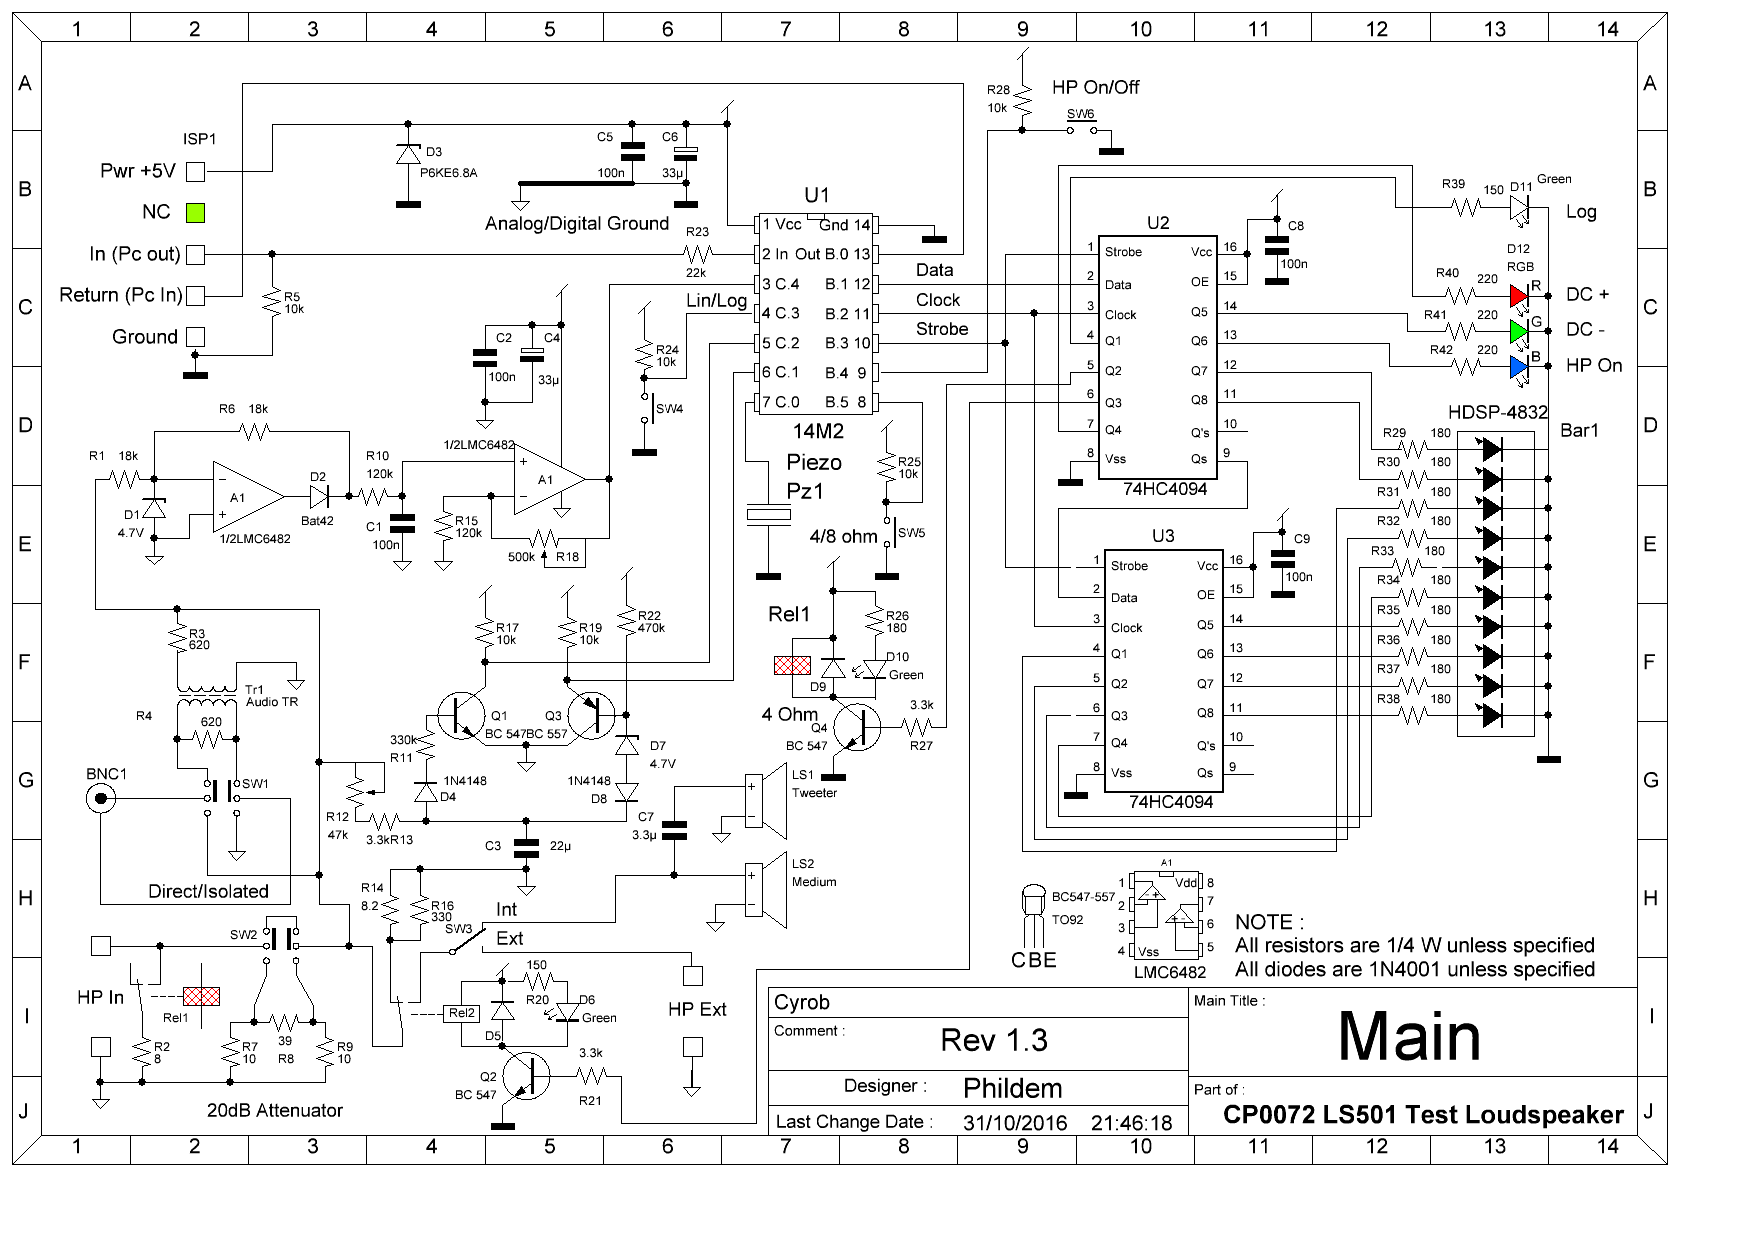 1 2 3 4 5 6 7 8 9 10 11 12 13 14
A A
R28
10k
HP On/Off
SW6
ISP1
Pwr +5V
NC
In (Pc out)
Return (Pc In)
Ground
B B
D3
P6KE6.8A
C5
100n
C6
33µ
Analog/Digital Ground
R23
22k
R5
10k
U1
1 Vcc Gnd 14
2 In Out B.0 13
3 C.4 B.1 12
4 C.3 B.2 11
5 C.2 B.3 10
6 C.1 B.4 9
7 C.0 B.5 8
14M2
Data
Clock
Strobe
Lin/Log
U2
1 Strobe Vcc 16
2 Data OE 15
3 Clock Q5 14
4 Q1 Q6 13
5 Q2 Q7 12
6 Q3 Q8 11
7 Q4 Q's 10
8 Vss Qs 9
74HC4094
C8
100n
R39 150 D11 Green
Log
D12
RGB
R40 220 R
DC +
R41 220 G
DC -
R42 220 B
HP On
C C
C2
100n
C4
33µ
R24
10k
SW4
D D
R6 18k
R1 18k
A1
1/2LMC6482
D1
4.7V
D2
Bat42
R10
120k
C1
100n
1/2LMC6482
A1
R15
120k
500k R18
Piezo
Pz1
R25
10k
SW5
4/8 ohm
HDSP-4832
Bar1
R29 180
R30 180
R31 180
R32 180
R33 180
R34 180
R35 180
R36 180
R37 180
R38 180
E E
U3
1 Strobe Vcc 16
2 Data OE 15
3 Clock Q5 14
4 Q1 Q6 13
5 Q2 Q7 12
6 Q3 Q8 11
7 Q4 Q's 10
8 Vss Qs 9
74HC4094
C9
100n
F F
R3
620
Tr1
Audio TR
R4
620
R17
10k
R19
10k
R22
470k
Rel1
R26
180
D9
D10
Green
4 Ohm
Q4
BC 547
3.3k
R27
Q1
BC 547
Q3
BC 557
330k
R11
1N4148
D4
D7
4.7V
1N4148
D8
G G
BNC1
SW1
R12
47k
3.3k R13
C3 22µ
C7
3.3µ
LS1
Tweeter
LS2
Medium
Direct/Isolated
H H
R14
8.2
R16
330
SW3
Int
Ext
SW2
HP In
Rel1
R2
8
R7
10
39
R8
R9
10
20dB Attenuator
Rel2
150
R20
D5
D6
Green
Q2
BC 547
3.3k
R21
HP Ext
BC547-557
TO92
CBE
A1
1 Vdd 8
2 7
3 6
4 Vss 5
LMC6482
NOTE :
All resistors are 1/4 W unless specified
All diodes are 1N4001 unless specified
I I
Cyrob
Comment :
Rev 1.3
Designer : Phildem
Last Change Date : 31/10/2016 21:46:18
Main Title :
Main
Part of :
CP0072 LS501 Test Loudspeaker
J J
1 2 3 4 5 6 7 8 9 10 11 12 13 14